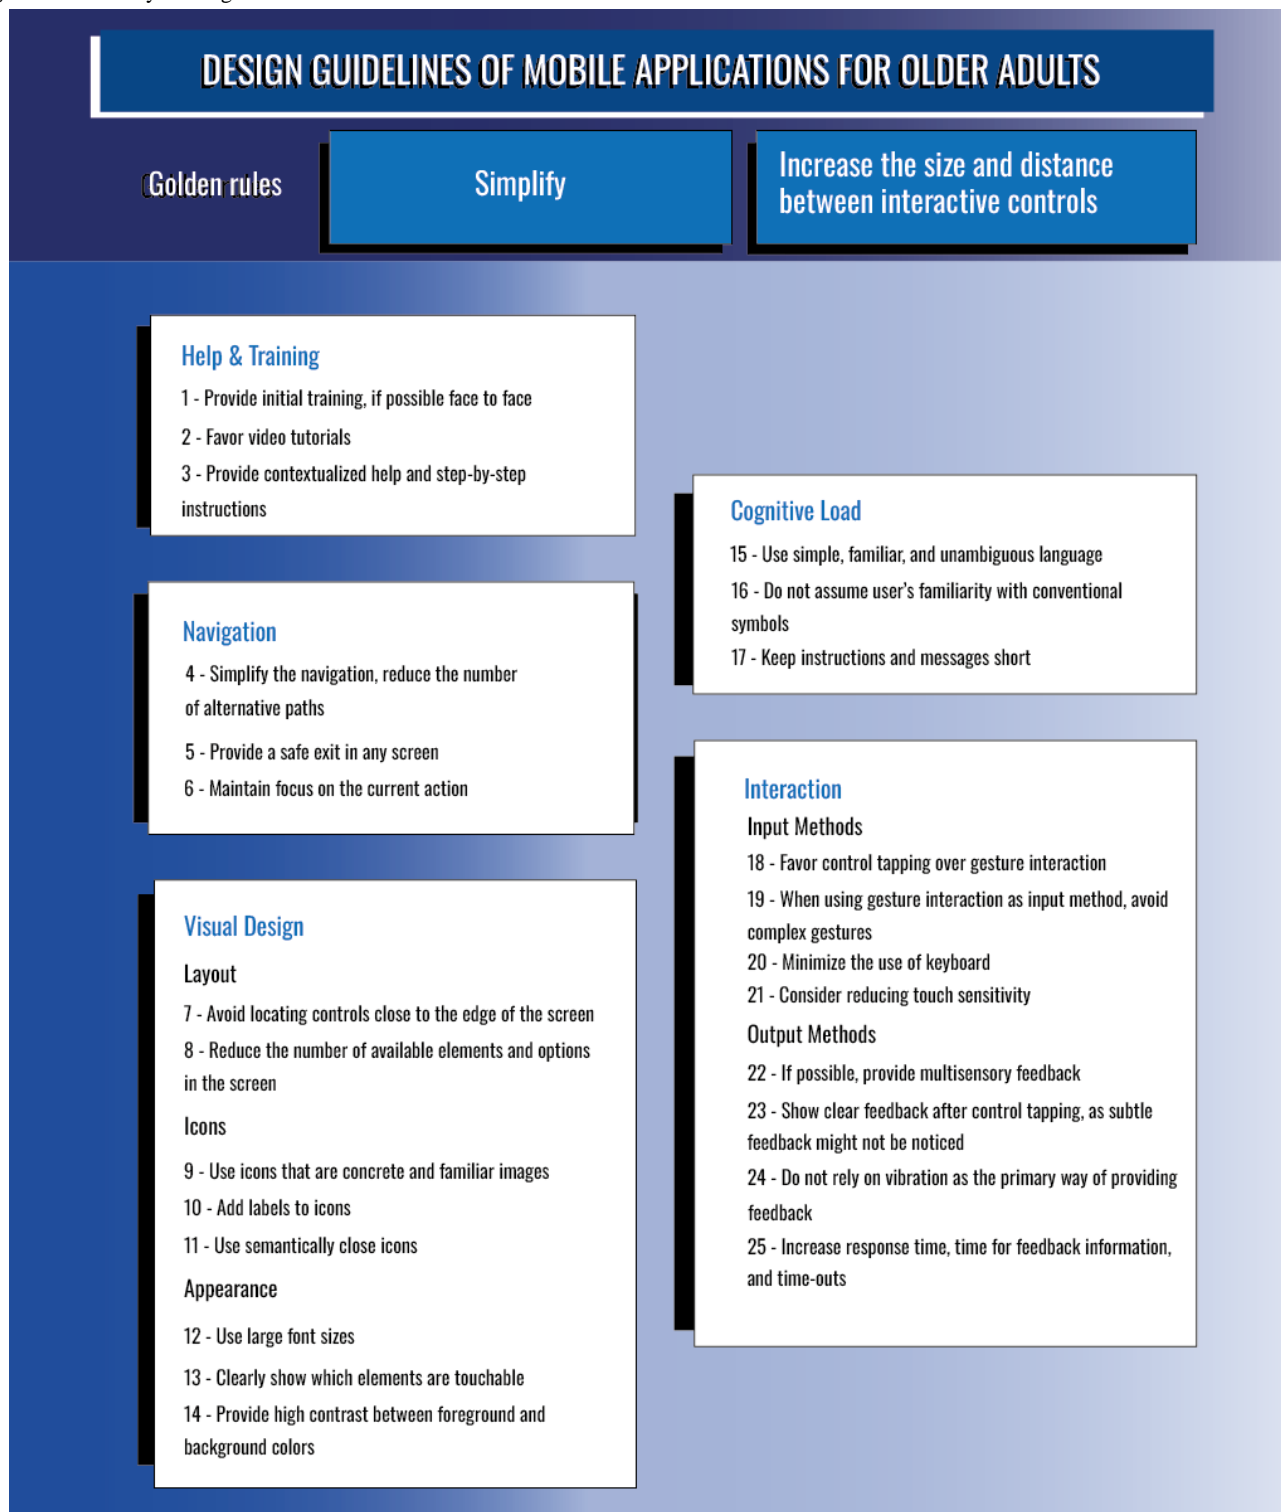 DESIGN GUIDELINES OF MOBILE APPLICATIONS FOR OLDER ADULTS
Golden rules
Simplify
Increase the size and distance
between interactive controls
Help & Training
1 - Provide initial training, if possible face to face
2 - Favor video tutorials
3 - Provide contextualized help and step-by-step
instructions
Navigation
4 - Simplify the navigation, reduce the number
of alternative paths
5 - Provide a safe exit in any screen
6 - Maintain focus on the current action
Visual Design
Layout
7 - Avoid locating controls close to the edge of the screen
8 - Reduce the number of available elements and options
in the screen
Icons
9 - Use icons that are concrete and familiar images
10 - Add labels to icons
11 - Use semantically close icons
Appearance
12 - Use large font sizes
13 - Clearly show which elements are touchable
14 - Provide high contrast between foreground and
background colors
Cognitive Load
15 - Use simple, familiar, and unambiguous language
16 - Do not assume user's familiarity with conventional
symbols
17 - Keep instructions and messages short
Interaction
Input Methods
18 - Favor control tapping over gesture interaction
19 - When using gesture interaction as input method, avoid
complex gestures
20 - Minimize the use of keyboard
21 - Consider reducing touch sensitivity
Output Methods
22 - If possible, provide multisensory feedback
23 - Show clear feedback after control tapping, as subtle
feedback might not be noticed
24 - Do not rely on vibration as the primary way of providing
feedback
25 - Increase response time, time for feedback information,
and time-outs